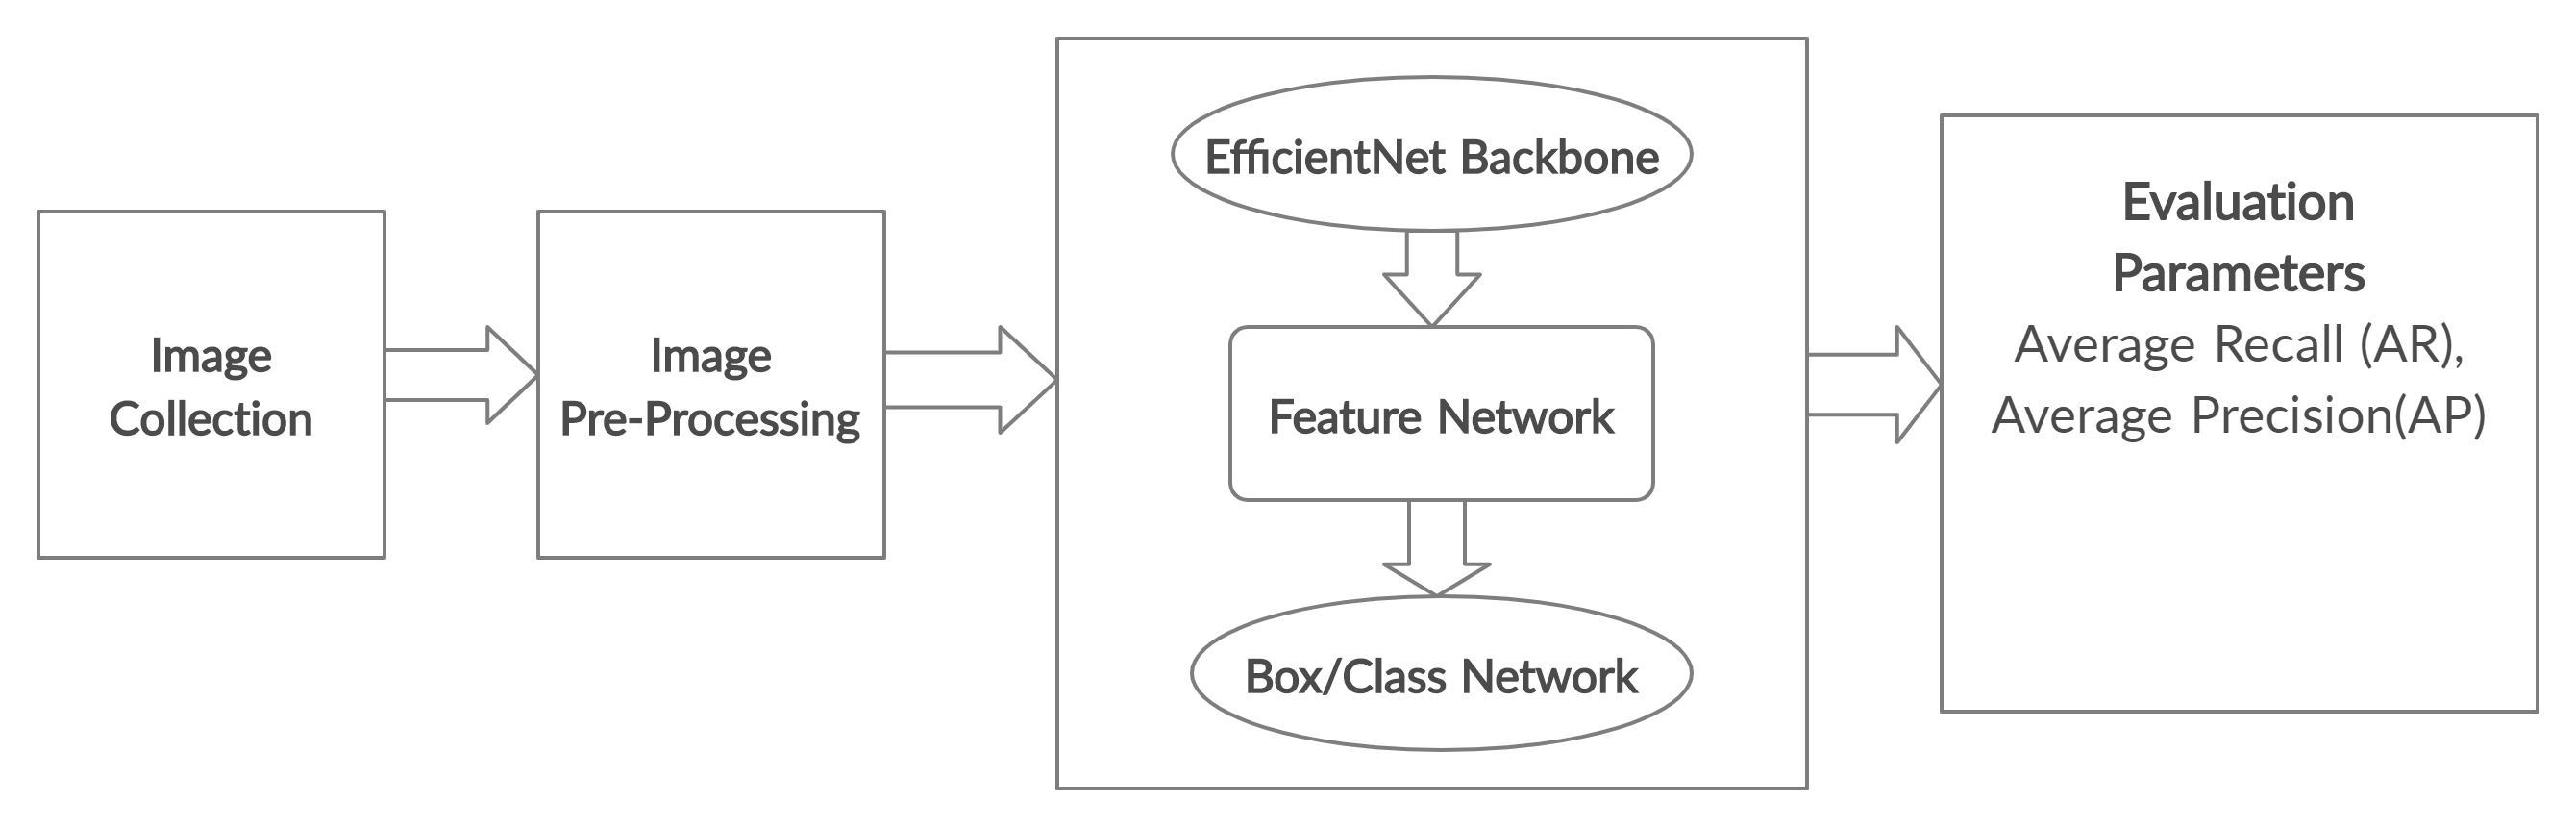 Image
Collection
Image
Pre-Processing
EfficientNet Backbone
Feature Network
Box/Class Network
Evaluation
Parameters
Average Recall (AR),
Average Precision(AP)